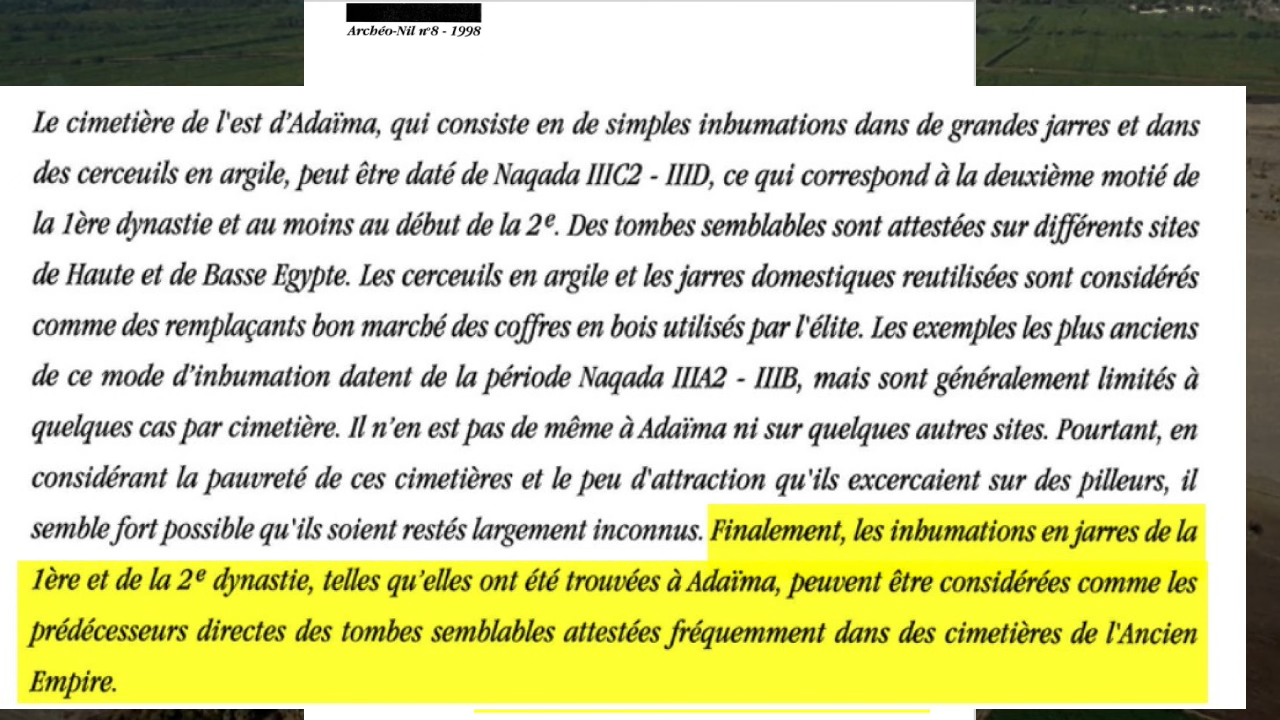 Archéo-Nil n°8 - 1998
Le cimetière de l'est d'Adaïma, qui consiste en de simples inhumations dans de grandes jarres et dans
des cerceuils en argile, peut être daté de Naqada IIIC2 - IIID, ce qui correspond à la deuxième motié de
la 1ère dynastie et au moins au début de la 2e. Des tombes semblables sont attestées sur différents sites
de Haute et de Basse Egypte. Les cerceuils en argile et les jarres domestiques reutilisées sont considérés
comme des remplaçants bon marché des coffres en bois utilisés par l'élite. Les exemples les plus anciens
de ce mode d'inhumation datent de la période Naqada IIIA2 - IIIB, mais sont généralement limités à
quelques cas par cimetière. Il n'en est pas de même à Adaïma ni sur quelques autres sites. Pourtant, en
considérant la pauvreté de ces cimetières et le peu d'attraction qu'ils excercaient sur des pilleurs, il
semble fort possible qu'ils soient restés largement inconnus. Finalement, les inhumations en jarres de la
1ère et de la 2e dynastie, telles qu'elles ont été trouvées à Adaïma, peuvent être considérées comme les
prédécesseurs directes des tombes semblables attestées fréquemment dans des cimetières de l'Ancien
Empire.